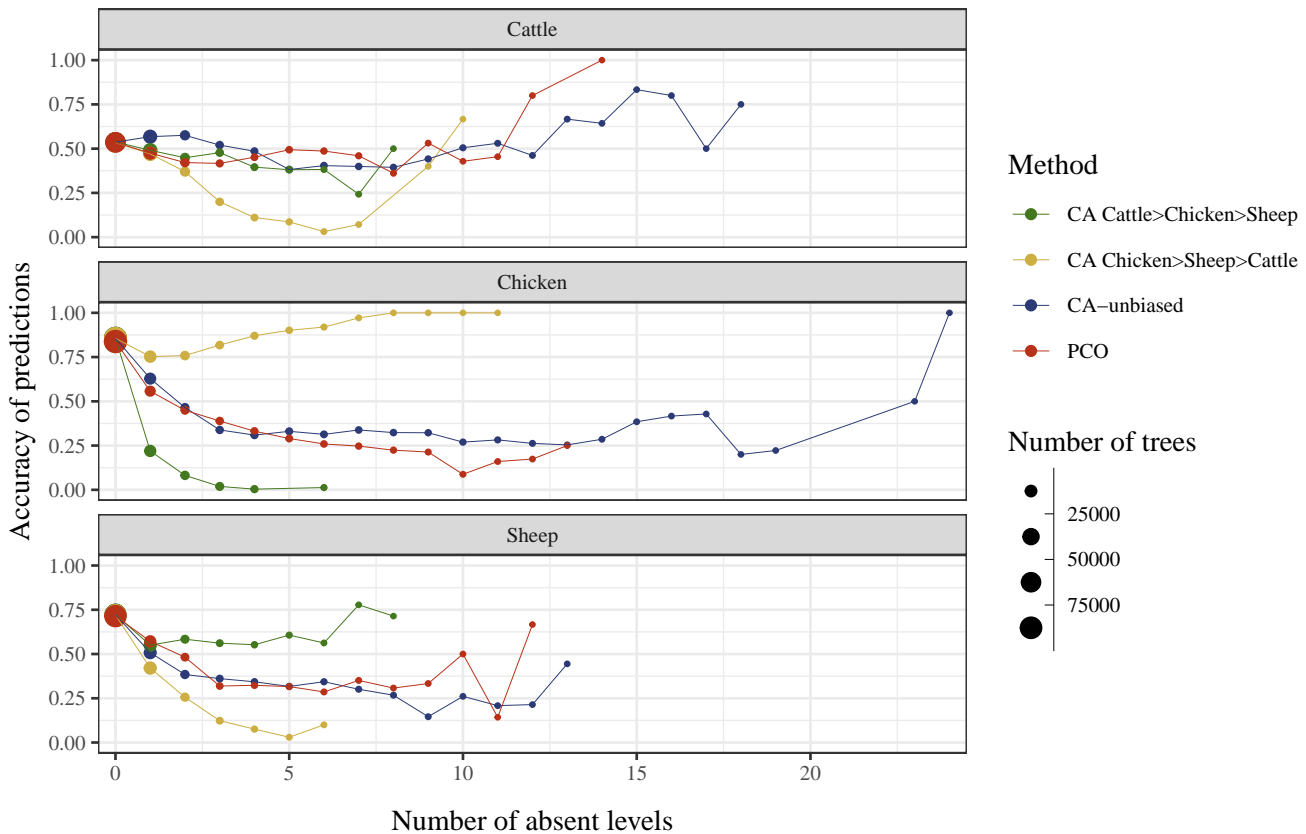 Cattle
1.00
0.75
0.50
0.25
0.00
Chicken
1.00
0.75
0.50
0.25
0.00
Sheep
1.00
0.75
0.50
0.25
0.00
0 5 10 15 20
Number of absent levels
Accuracy of predictions
Method
CA Cattle>Chicken>Sheep
CA Chicken>Sheep>Cattle
CA−unbiased
PCO
Number of trees
25000
50000
75000